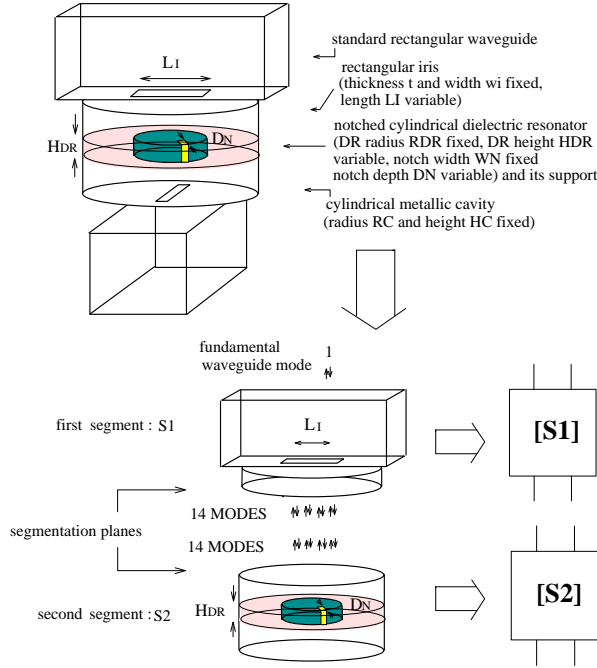 LI
standard rectangular waveguide
rectangular iris
(thickness t and width wi fixed,
length LI variable)
HDR
DN
notched cylindrical dielectric resonator
(DR radius RDR fixed, DR height HDR
variable, notch width WN fixed
notch depth DN variable) and its support
cylindrical metallic cavity
(radius RC and height HC fixed)
fundamental
waveguide mode
1
first segment : S1
LI
[S1]
14 MODES
segmentation planes
14 MODES
second segment : S2
HDR
DN
[S2]